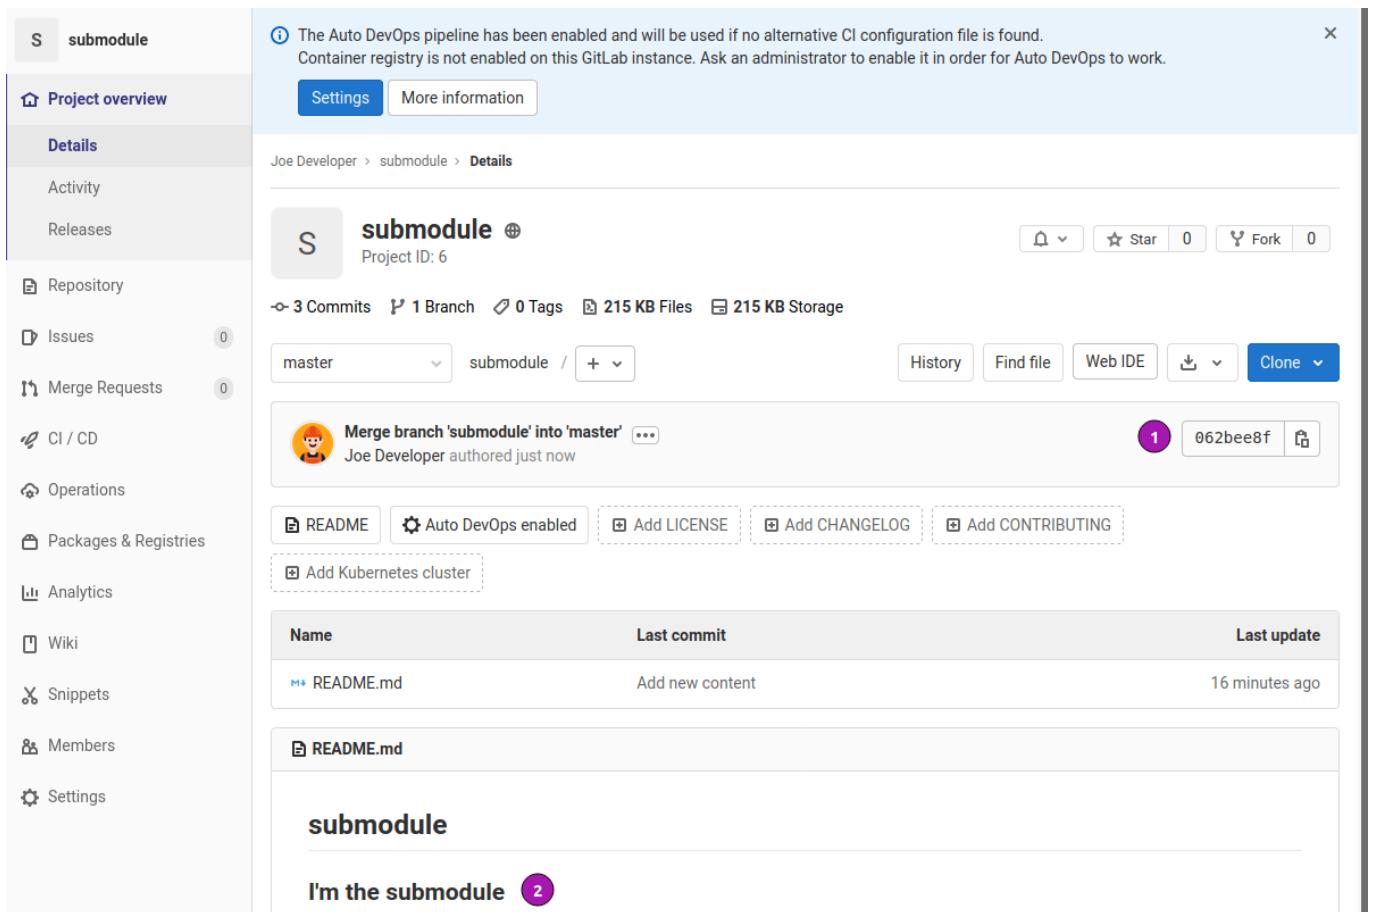 S submodule
Project overview
Details
Activity
Releases
Repository
Issues 0
Merge Requests 0
CI / CD
Operations
Packages & Registries
Analytics
Wiki
Snippets
Members
Settings
The Auto DevOps pipeline has been enabled and will be used if no alternative CI configuration file is found.
Container registry is not enabled on this GitLab instance. Ask an administrator to enable it in order for Auto DevOps to work.
Settings More information
Joe Developer > submodule > Details
S submodule
Project ID: 6
Star 0 Fork 0
3 Commits 1 Branch 0 Tags 215 KB Files 215 KB Storage
master submodule / + History Find file Web IDE Clone
Merge branch 'submodule' into 'master' •••
Joe Developer authored just now
1 062bee8f
README Auto DevOps enabled Add LICENSE Add CHANGELOG Add CONTRIBUTING
Add Kubernetes cluster
Name Last commit Last update
M↓ README.md Add new content 16 minutes ago
README.md
submodule
I'm the submodule 2